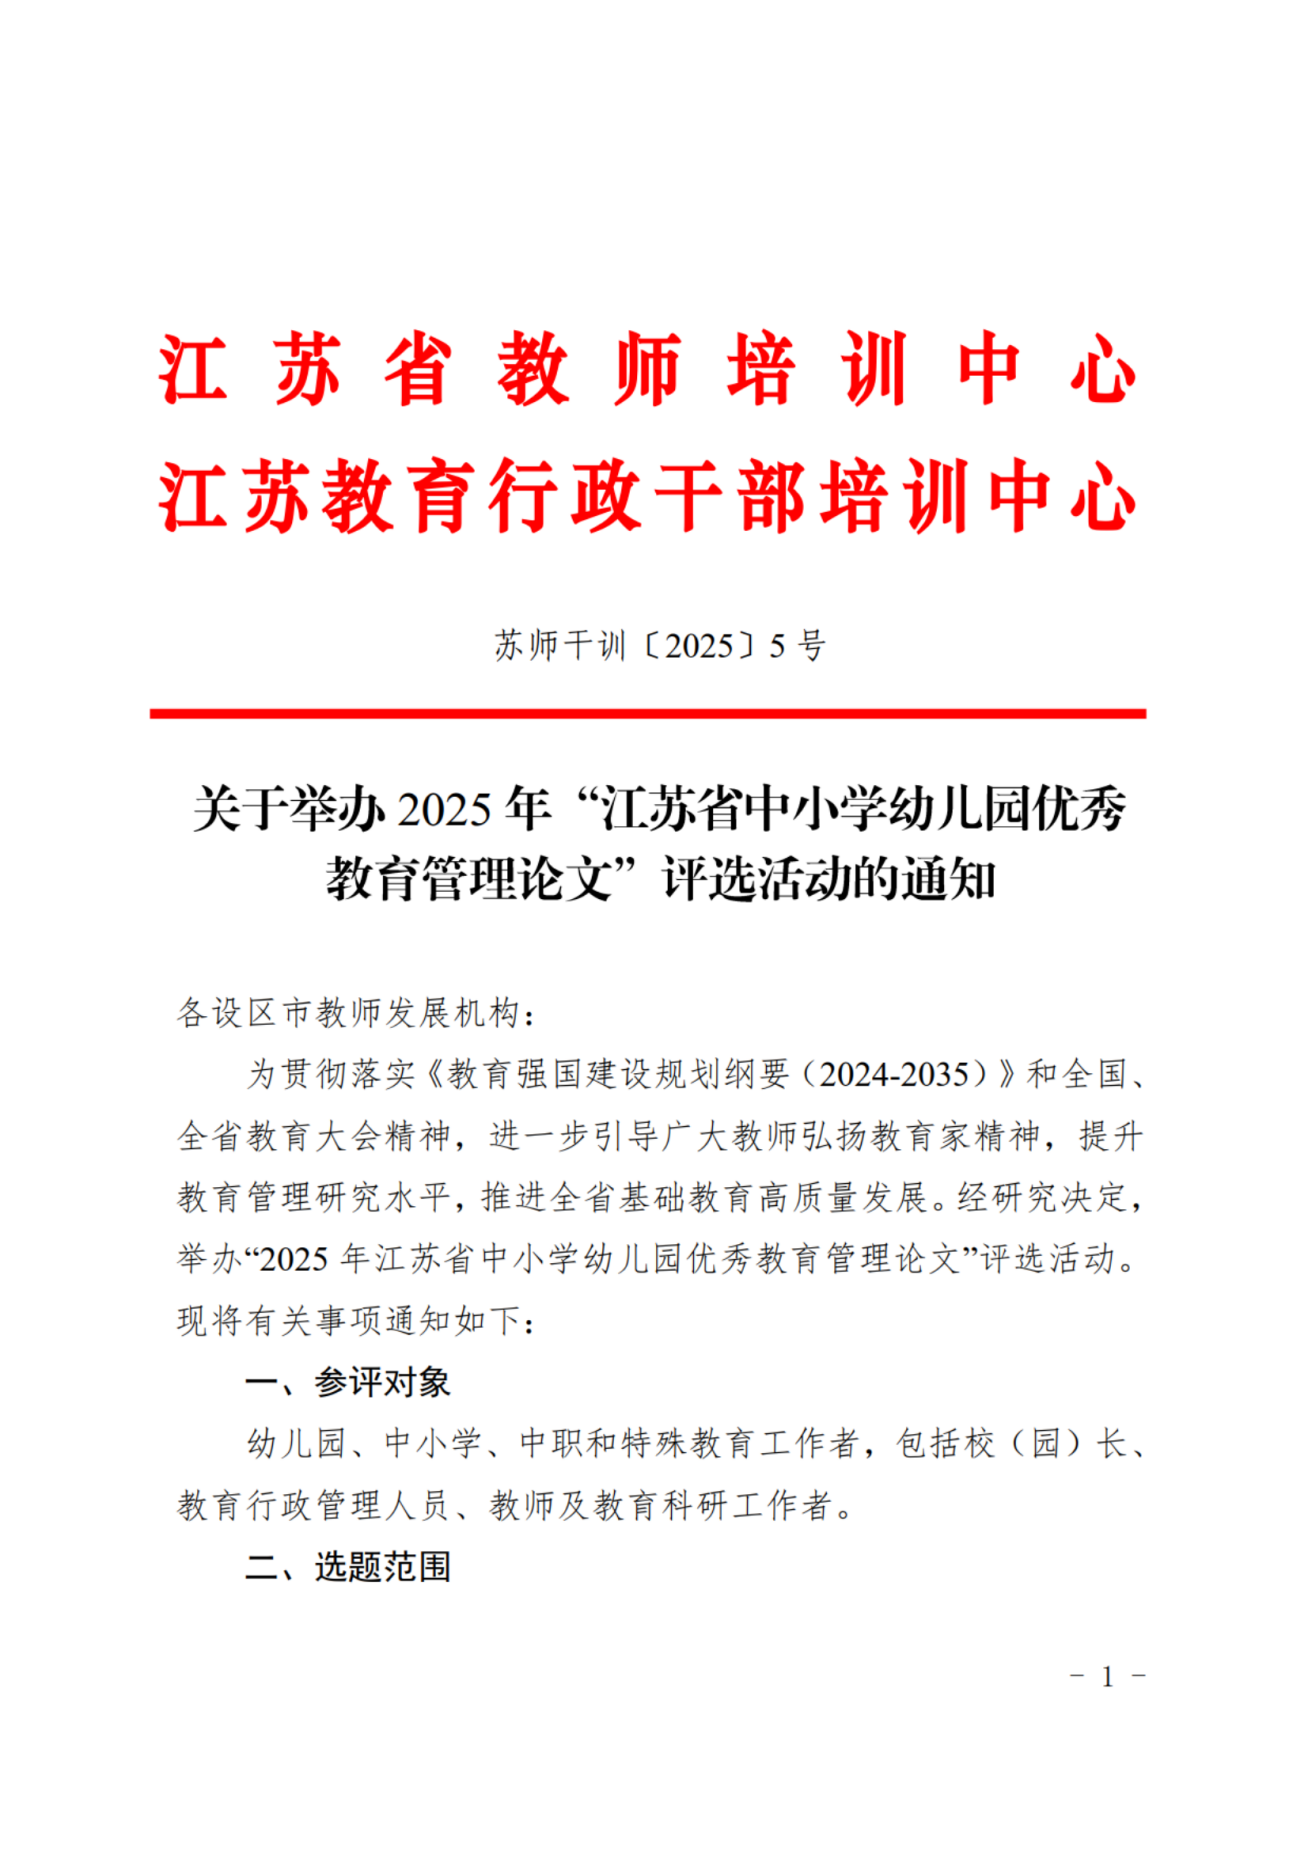 江苏省教师培训中心
江苏教育行政干部培训中心
苏师干训〔2025〕5 号
关于举办 2025 年“江苏省中小学幼儿园优秀
教育管理论文”评选活动的通知
各设区市教师发展机构：
为贯彻落实《教育强国建设规划纲要（2024-2035）》和全国、
全省教育大会精神，进一步引导广大教师弘扬教育家精神，提升
教育管理研究水平，推进全省基础教育高质量发展。经研究决定，
举办“2025 年江苏省中小学幼儿园优秀教育管理论文”评选活动。
现将有关事项通知如下：
一、参评对象
幼儿园、中小学、中职和特殊教育工作者，包括校（园）长、
教育行政管理人员、教师及教育科研工作者。
二、选题范围
- 1 -